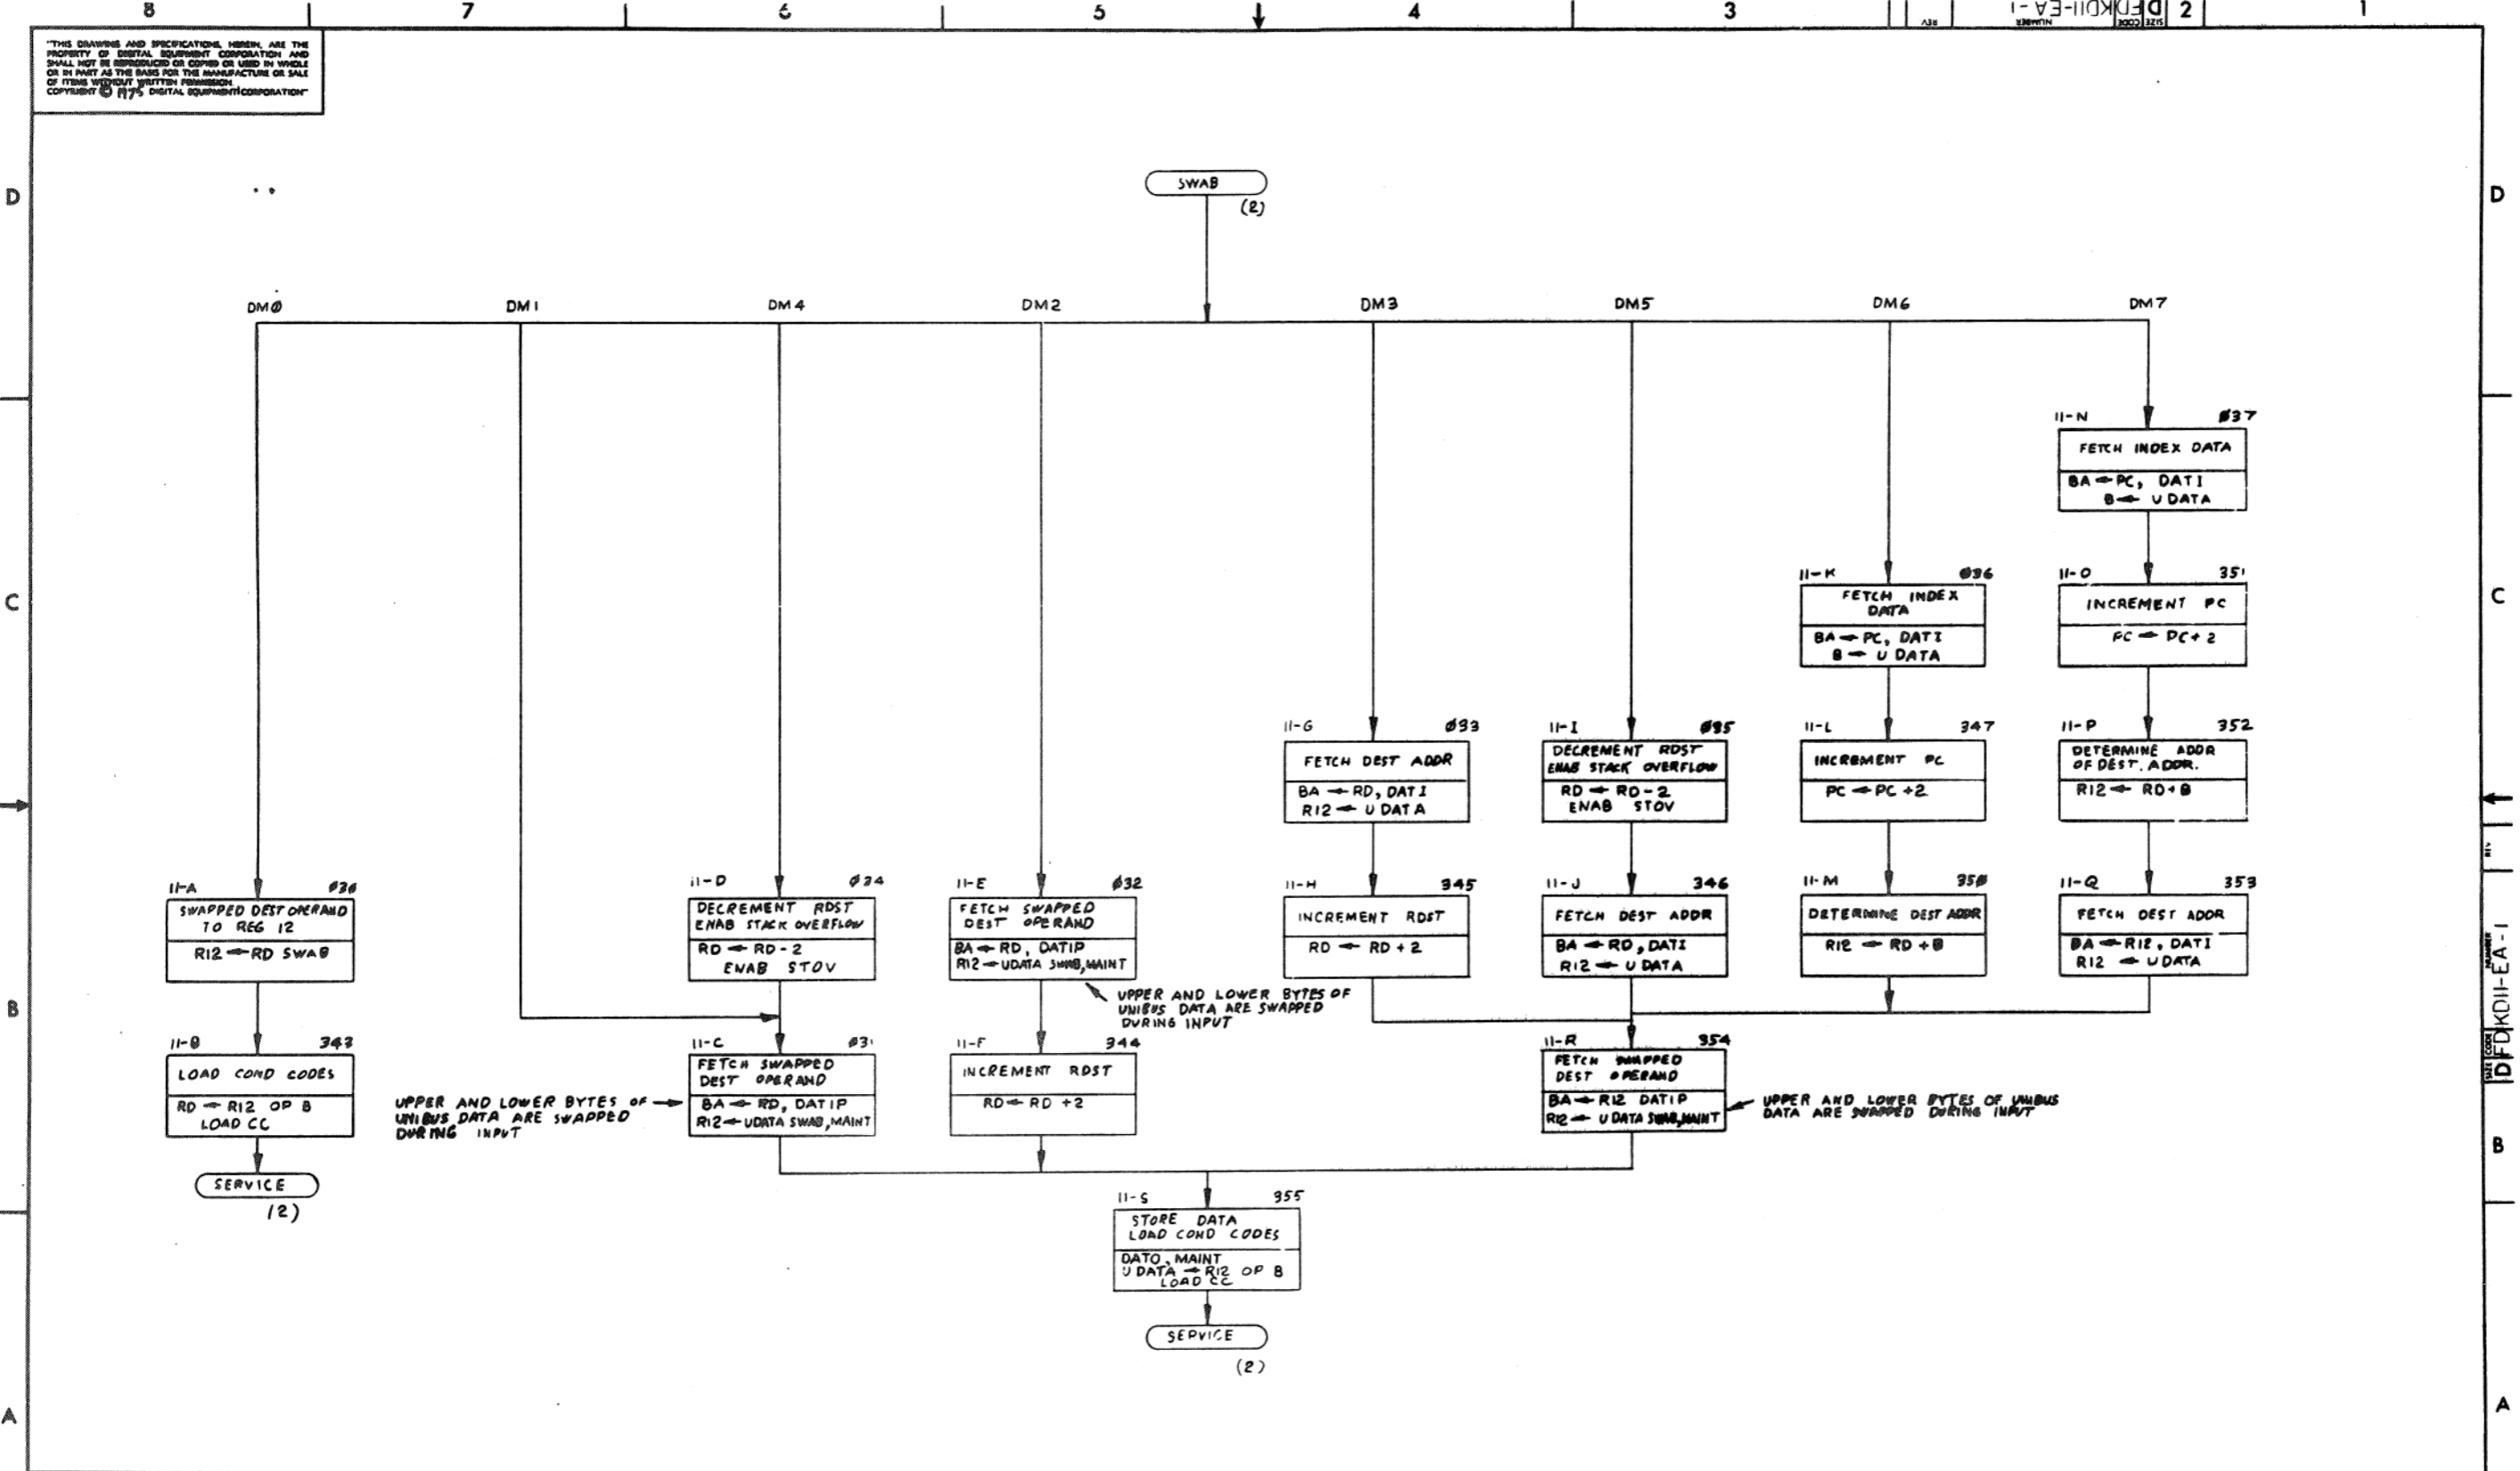 8 7 6 5 4 3 2 1
D FD KD11-EA-1
SIZE CODE NUMBER REV
"THIS DRAWING AND SPECIFICATIONS, HEREIN, ARE THE
PROPERTY OF DIGITAL EQUIPMENT CORPORATION AND
SHALL NOT BE REPRODUCED OR COPIED OR USED IN WHOLE
OR IN PART AS THE BASIS FOR THE MANUFACTURE OR SALE
OF ITEMS WITHOUT WRITTEN PERMISSION.
COPYRIGHT © 1975 DIGITAL EQUIPMENT CORPORATION"
D D
SWAB
(2)
DMØ DM1 DM4 DM2 DM3 DM5 DM6 DM7
11-N Ø37
FETCH INDEX DATA
BA ← PC, DATI
B ← U DATA
C C
11-K Ø36
FETCH INDEX
DATA
BA ← PC, DATI
B ← U DATA
11-O 351
INCREMENT PC
PC ← PC + 2
11-G Ø33
FETCH DEST ADDR
BA ← RD, DATI
R12 ← U DATA
11-I Ø35
DECREMENT RDST
ENAB STACK OVERFLOW
RD ← RD - 2
ENAB STOV
11-L 347
INCREMENT PC
PC ← PC + 2
11-P 352
DETERMINE ADDR
OF DEST. ADDR.
R12 ← RD + B
11-A Ø3Ø
SWAPPED DEST OPERAND
TO REG 12
R12 ← RD SWAB
11-D Ø34
DECREMENT RDST
ENAB STACK OVERFLOW
RD ← RD - 2
ENAB STOV
11-E Ø32
FETCH SWAPPED
DEST OPERAND
BA ← RD, DATIP
R12 ← UDATA SWAB, MAINT
11-H 345
INCREMENT RDST
RD ← RD + 2
11-J 346
FETCH DEST ADDR
BA ← RD, DATI
R12 ← U DATA
11-M 35Ø
DETERMINE DEST ADDR
R12 ← RD + B
11-Q 353
FETCH DEST ADDR
BA ← R12, DATI
R12 ← U DATA
UPPER AND LOWER BYTES OF
UNIBUS DATA ARE SWAPPED
DURING INPUT
B
11-B 343
LOAD COND CODES
RD ← R12 OP B
LOAD CC
SERVICE
(2)
UPPER AND LOWER BYTES OF
UNIBUS DATA ARE SWAPPED
DURING INPUT
11-C Ø31
FETCH SWAPPED
DEST OPERAND
BA ← RD, DATIP
R12 ← UDATA SWAB, MAINT
11-F 344
INCREMENT RDST
RD ← RD + 2
11-R 354
FETCH SWAPPED
DEST OPERAND
BA ← R12 DATIP
R12 ← U DATA SWAB, MAINT
UPPER AND LOWER BYTES OF UNIBUS
DATA ARE SWAPPED DURING INPUT
B
11-S 355
STORE DATA
LOAD COND CODES
DATO, MAINT
U DATA ← R12 OP B
LOAD CC
SERVICE
(2)
A A
SIZE CODE NUMBER REV
D FD KD11-EA-1